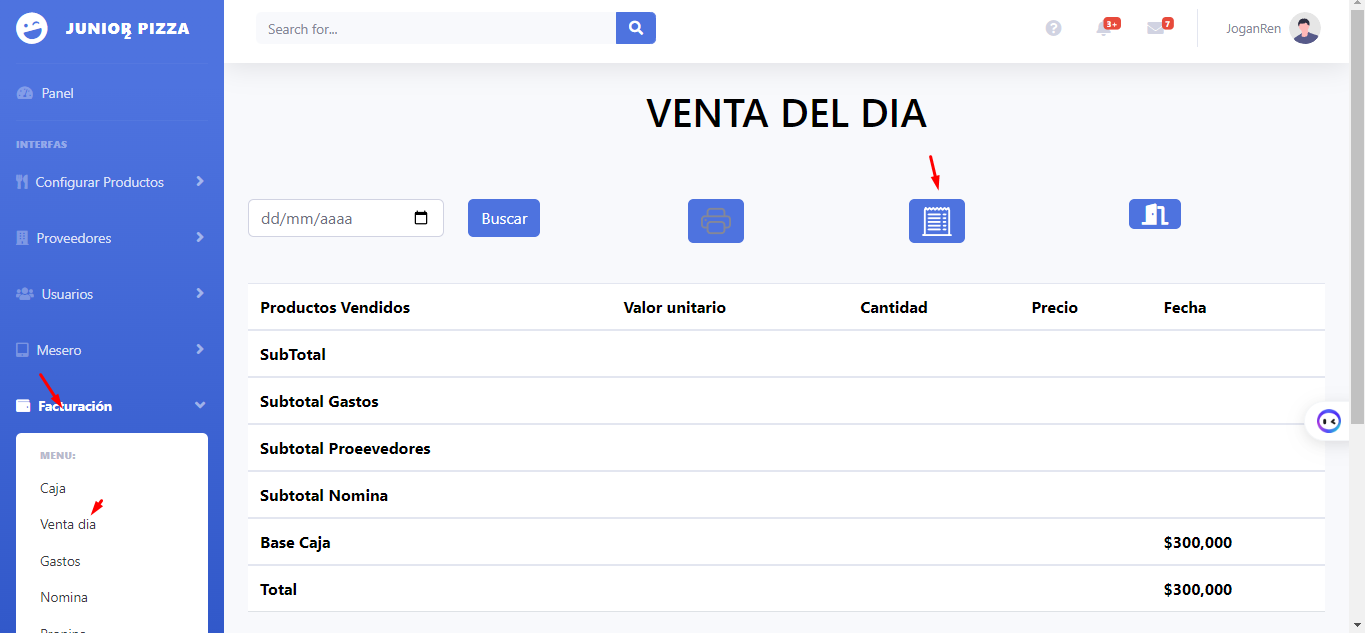 JUNIOR PIZZA
2
Search for...
3+
7
JoganRen
Panel
INTERFAS
Configurar Productos
Proveedores
Usuarios
Mesero
Facturación
MENU:
Caja
Venta dia
Gastos
Nomina
Propina
VENTA DEL DIA
dd/mm/aaaa
Buscar
Productos Vendidos Valor unitario Cantidad Precio Fecha
SubTotal
Subtotal Gastos
Subtotal Proeevedores
Subtotal Nomina
Base Caja $300,000
Total $300,000